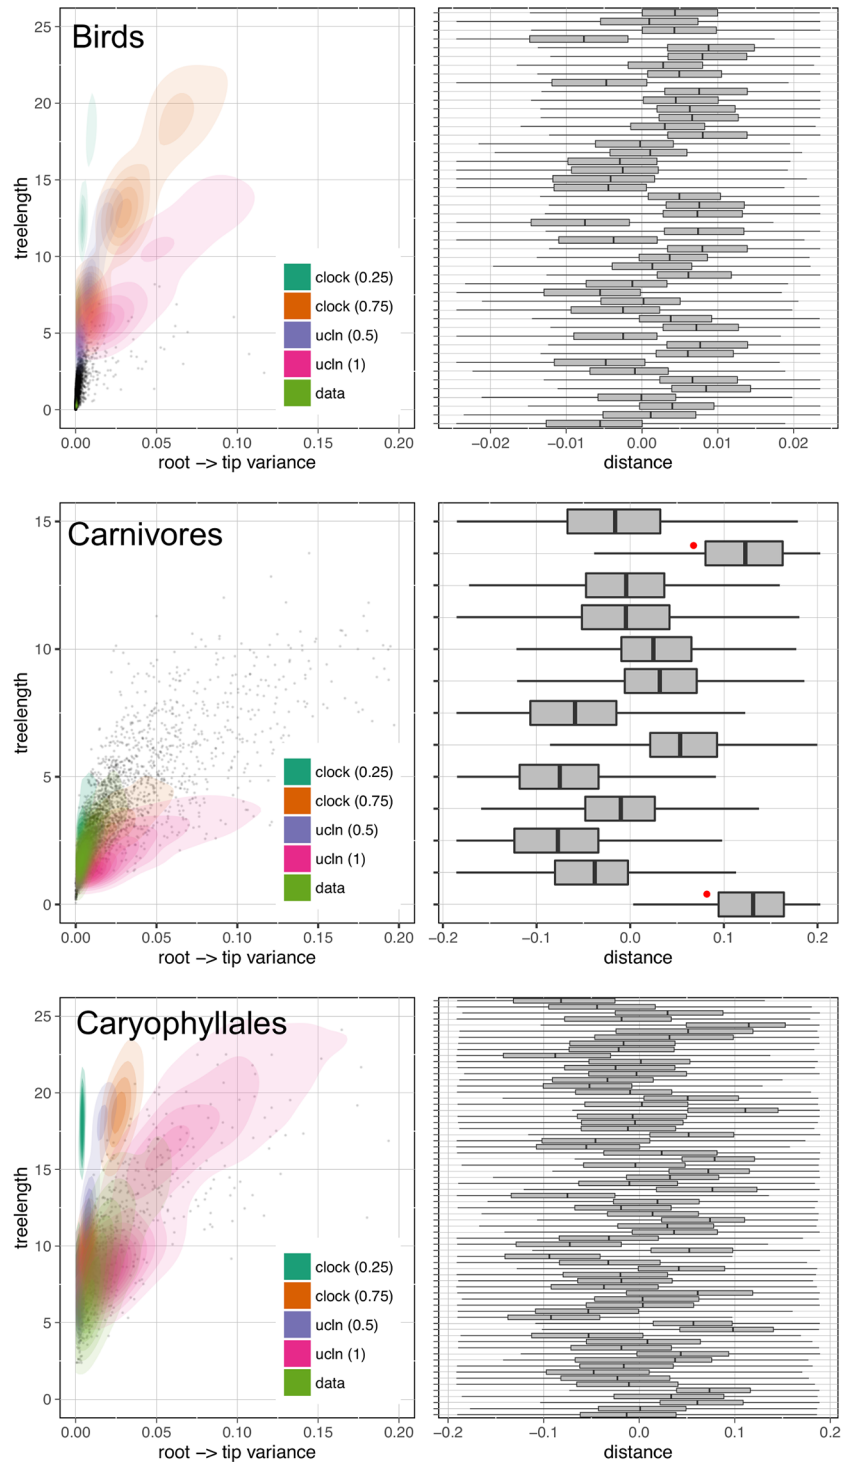 Birds
treelength
25
20
15
10
5
0
clock (0.25)
clock (0.75)
ucln (0.5)
ucln (1)
data
0.00 0.05 0.10 0.15 0.20
root −> tip variance
−0.02 −0.01 0.00 0.01 0.02
distance
Carnivores
treelength
15
10
5
0
clock (0.25)
clock (0.75)
ucln (0.5)
ucln (1)
data
0.00 0.05 0.10 0.15 0.20
root −> tip variance
−0.2 −0.1 0.0 0.1 0.2
distance
Caryophyllales
treelength
25
20
15
10
5
0
clock (0.25)
clock (0.75)
ucln (0.5)
ucln (1)
data
0.00 0.05 0.10 0.15 0.20
root −> tip variance
−0.2 −0.1 0.0 0.1 0.2
distance